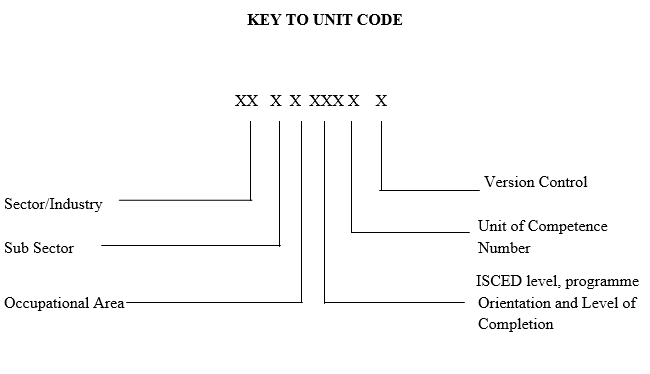 KEY TO UNIT CODE
XX X X XXX X X
Sector/Industry
Sub Sector
Occupational Area
Version Control
Unit of Competence
Number
ISCED level, programme
Orientation and Level of
Completion